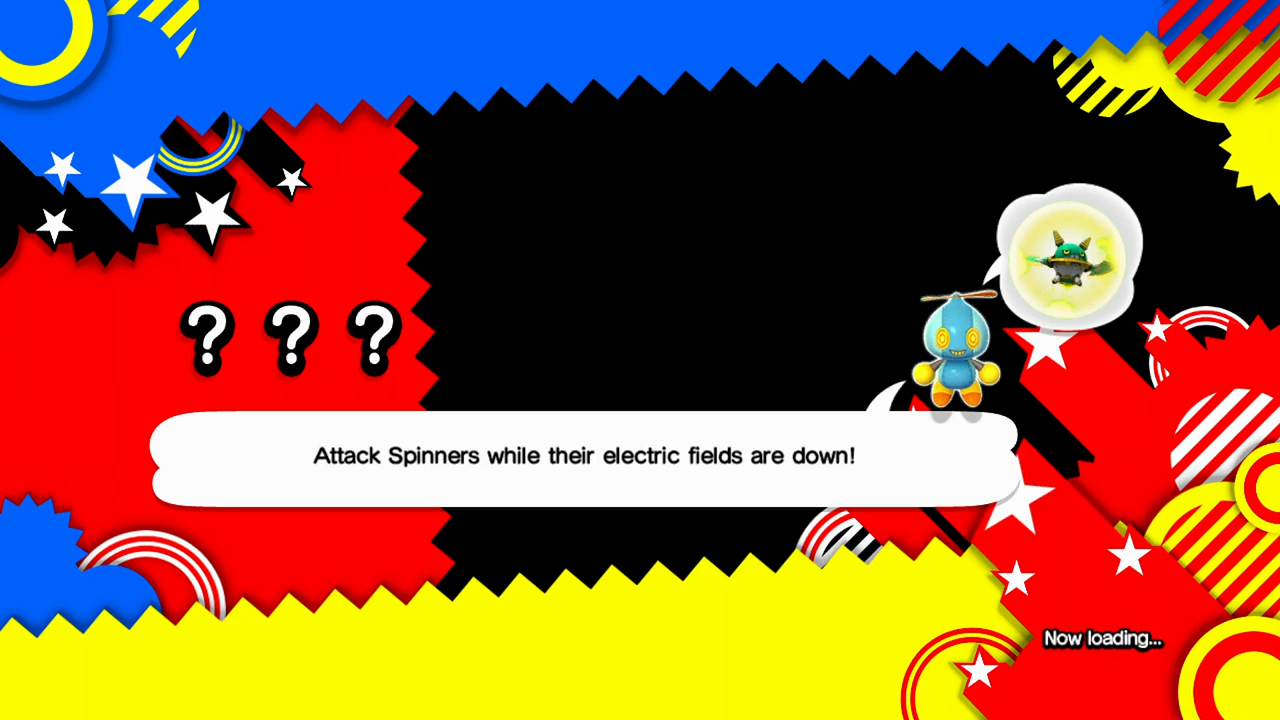 ? ? ?
Attack Spinners while their electric fields are down!
Now loading...